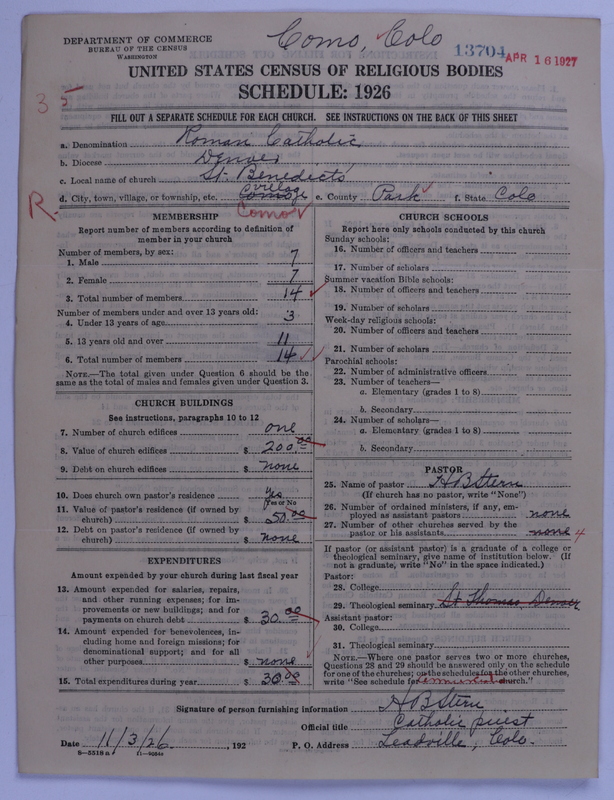 DEPARTMENT OF COMMERCE
BUREAU OF THE CENSUS
WASHINGTON
Como, Colo
13704
APR 16 1927
UNITED STATES CENSUS OF RELIGIOUS BODIES
SCHEDULE: 1926
35
FILL OUT A SEPARATE SCHEDULE FOR EACH CHURCH. SEE INSTRUCTIONS ON THE BACK OF THIS SHEET
a. Denomination Roman Catholic
b. Diocese Denver
c. Local name of church St. Benedicts
d. City, town, village, or township, etc. village Como e. County Park f. State Colo
R. Como
MEMBERSHIP
Report number of members according to definition of member in your church
Number of members, by sex:
1. Male 7
2. Female 7
3. Total number of members 14
Number of members under and over 13 years old:
4. Under 13 years of age 3
5. 13 years old and over 11
6. Total number of members 14
NOTE.—The total given under Question 6 should be the
same as the total of males and females given under Question 3.
CHURCH BUILDINGS
See instructions, paragraphs 10 to 12
7. Number of church edifices one
8. Value of church edifices $ 200.00
9. Debt on church edifices $ none
10. Does church own pastor's residence yes
(Yes or No)
11. Value of pastor's residence (if owned by
church) $ 50.00
12. Debt on pastor's residence (if owned by
church) $ none
EXPENDITURES
Amount expended by your church during last fiscal year
13. Amount expended for salaries, repairs,
and other running expenses; for im-
provements or new buildings; and for
payments on church debt $ 30.00
14. Amount expended for benevolences, in-
cluding home and foreign missions; for
denominational support; and for all
other purposes $ none
15. Total expenditures during year $ 30.00
CHURCH SCHOOLS
Report here only schools conducted by this church
Sunday schools:
16. Number of officers and teachers
17. Number of scholars
Summer vacation Bible schools:
18. Number of officers and teachers
19. Number of scholars
Week-day religious schools:
20. Number of officers and teachers
21. Number of scholars
Parochial schools:
22. Number of administrative officers
23. Number of teachers—
a. Elementary (grades 1 to 8)
b. Secondary
24. Number of scholars—
a. Elementary (grades 1 to 8)
b. Secondary
PASTOR
25. Name of pastor H B Stern
(If church has no pastor, write "None")
26. Number of ordained ministers, if any, em-
ployed as assistant pastors none
27. Number of other churches served by the
pastor or his assistants none 4
If pastor (or assistant pastor) is a graduate of a college or
theological seminary, give name of institution below. (If
not a graduate, write "No" in the space indicated.)
Pastor:
28. College
29. Theological seminary St Thomas Denver
Assistant pastor:
30. College
31. Theological seminary
NOTE.—Where one pastor serves two or more churches,
Questions 28 and 29 should be answered only on the schedule
for one of the churches; on the schedules for the other churches,
write "See schedule for church."
Signature of person furnishing information H B Stern
Official title Catholic priest
Date 11/3/26, 192 P. O. Address Leadville, Colo.